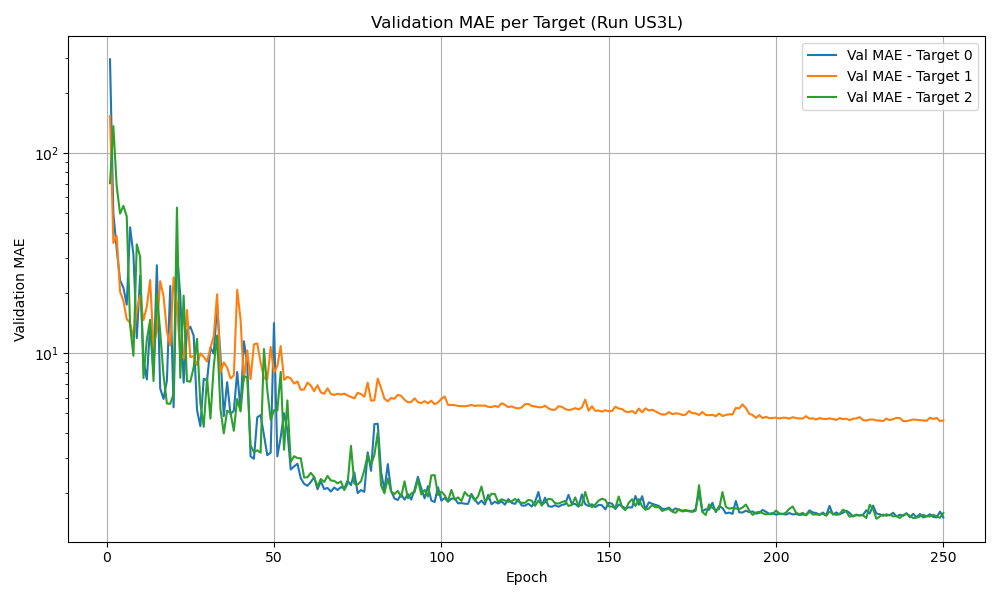 Validation MAE per Target (Run US3L)
Val MAE - Target 0
Val MAE - Target 1
Val MAE - Target 2
Validation MAE
10²
10¹
0 50 100 150 200 250
Epoch